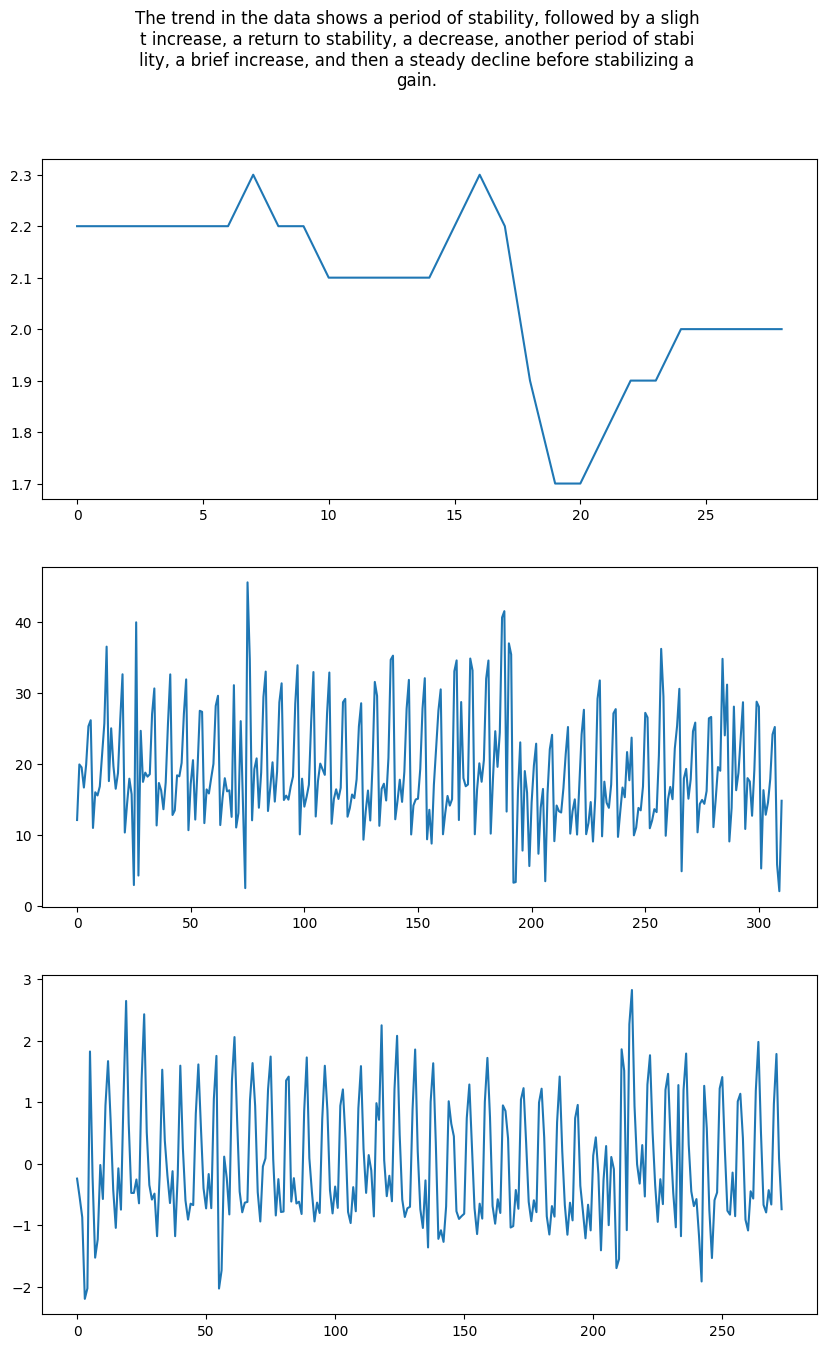 The trend in the data shows a period of stability, followed by a sligh
t increase, a return to stability, a decrease, another period of stabi
lity, a brief increase, and then a steady decline before stabilizing a
gain.
2.3
2.2
2.1
2.0
1.9
1.8
1.7
0 5 10 15 20 25
40
30
20
10
0
0 50 100 150 200 250 300
3
2
1
0
−1
−2
0 50 100 150 200 250